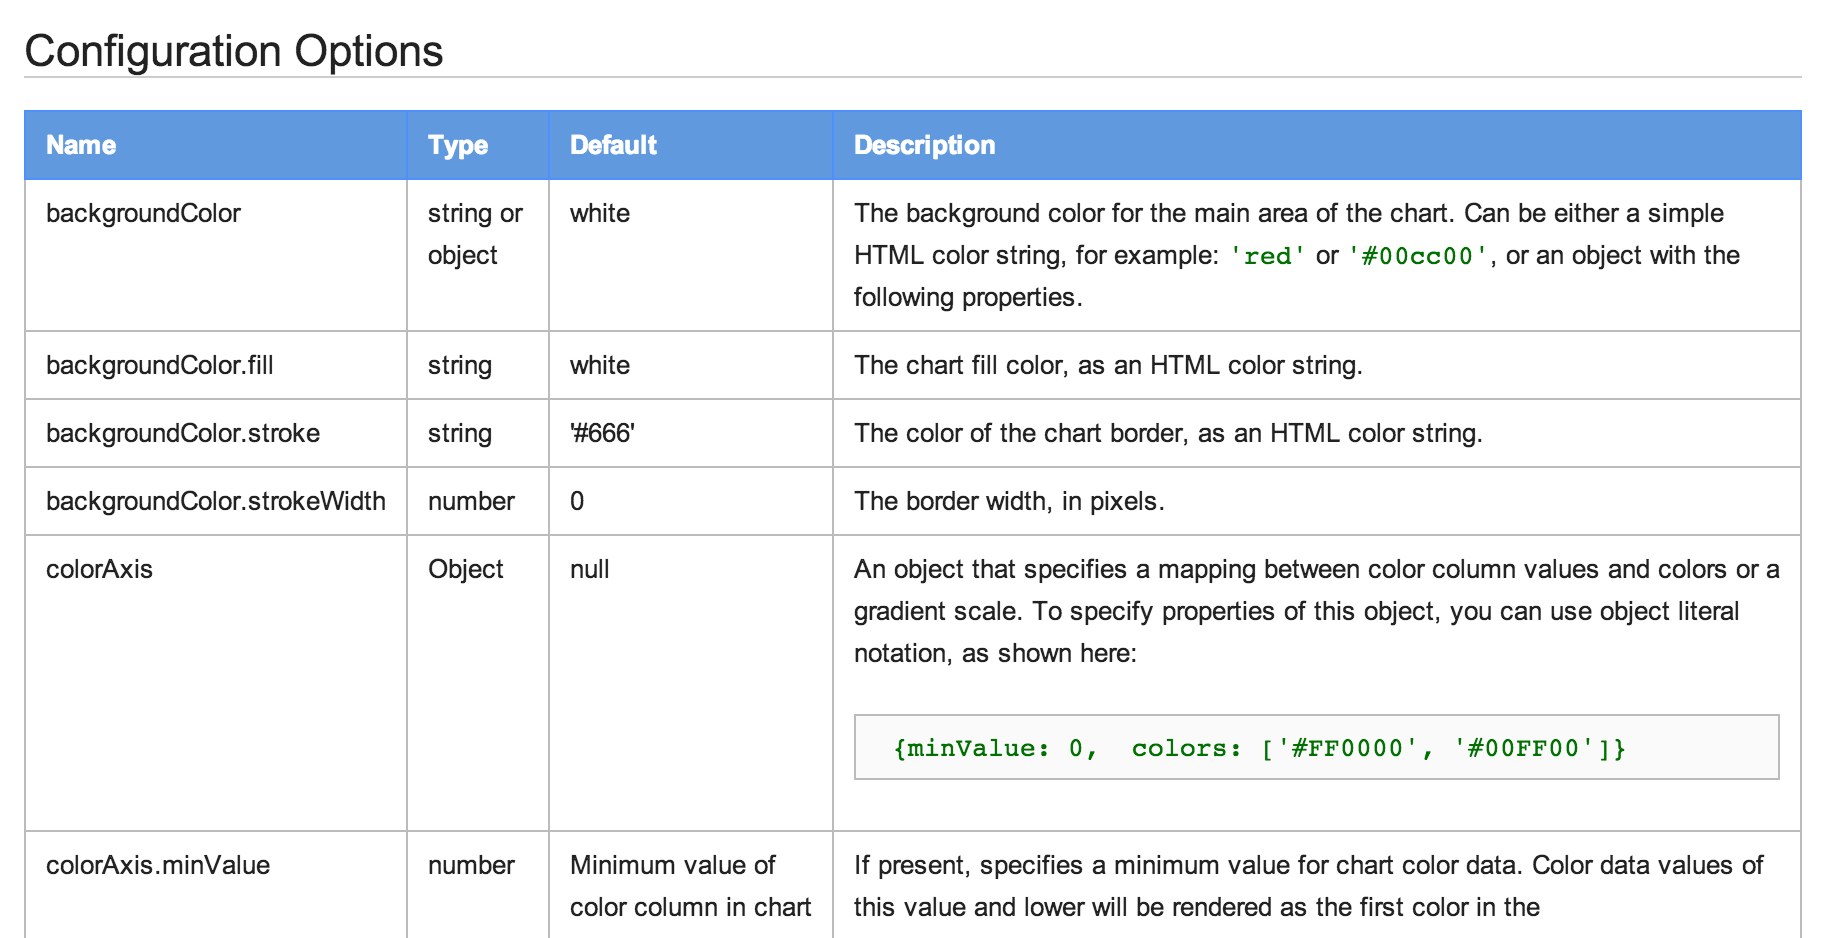 Configuration Options
Name Type Default Description
backgroundColor string or white The background color for the main area of the chart. Can be either a simple
object HTML color string, for example: 'red' or '#00cc00', or an object with the
following properties.
backgroundColor.fill string white The chart fill color, as an HTML color string.
backgroundColor.stroke string '#666' The color of the chart border, as an HTML color string.
backgroundColor.strokeWidth number 0 The border width, in pixels.
colorAxis Object null An object that specifies a mapping between color column values and colors or a
gradient scale. To specify properties of this object, you can use object literal
notation, as shown here:
{minValue: 0,  colors: ['#FF0000', '#00FF00']}
colorAxis.minValue number Minimum value of If present, specifies a minimum value for chart color data. Color data values of
color column in chart this value and lower will be rendered as the first color in the